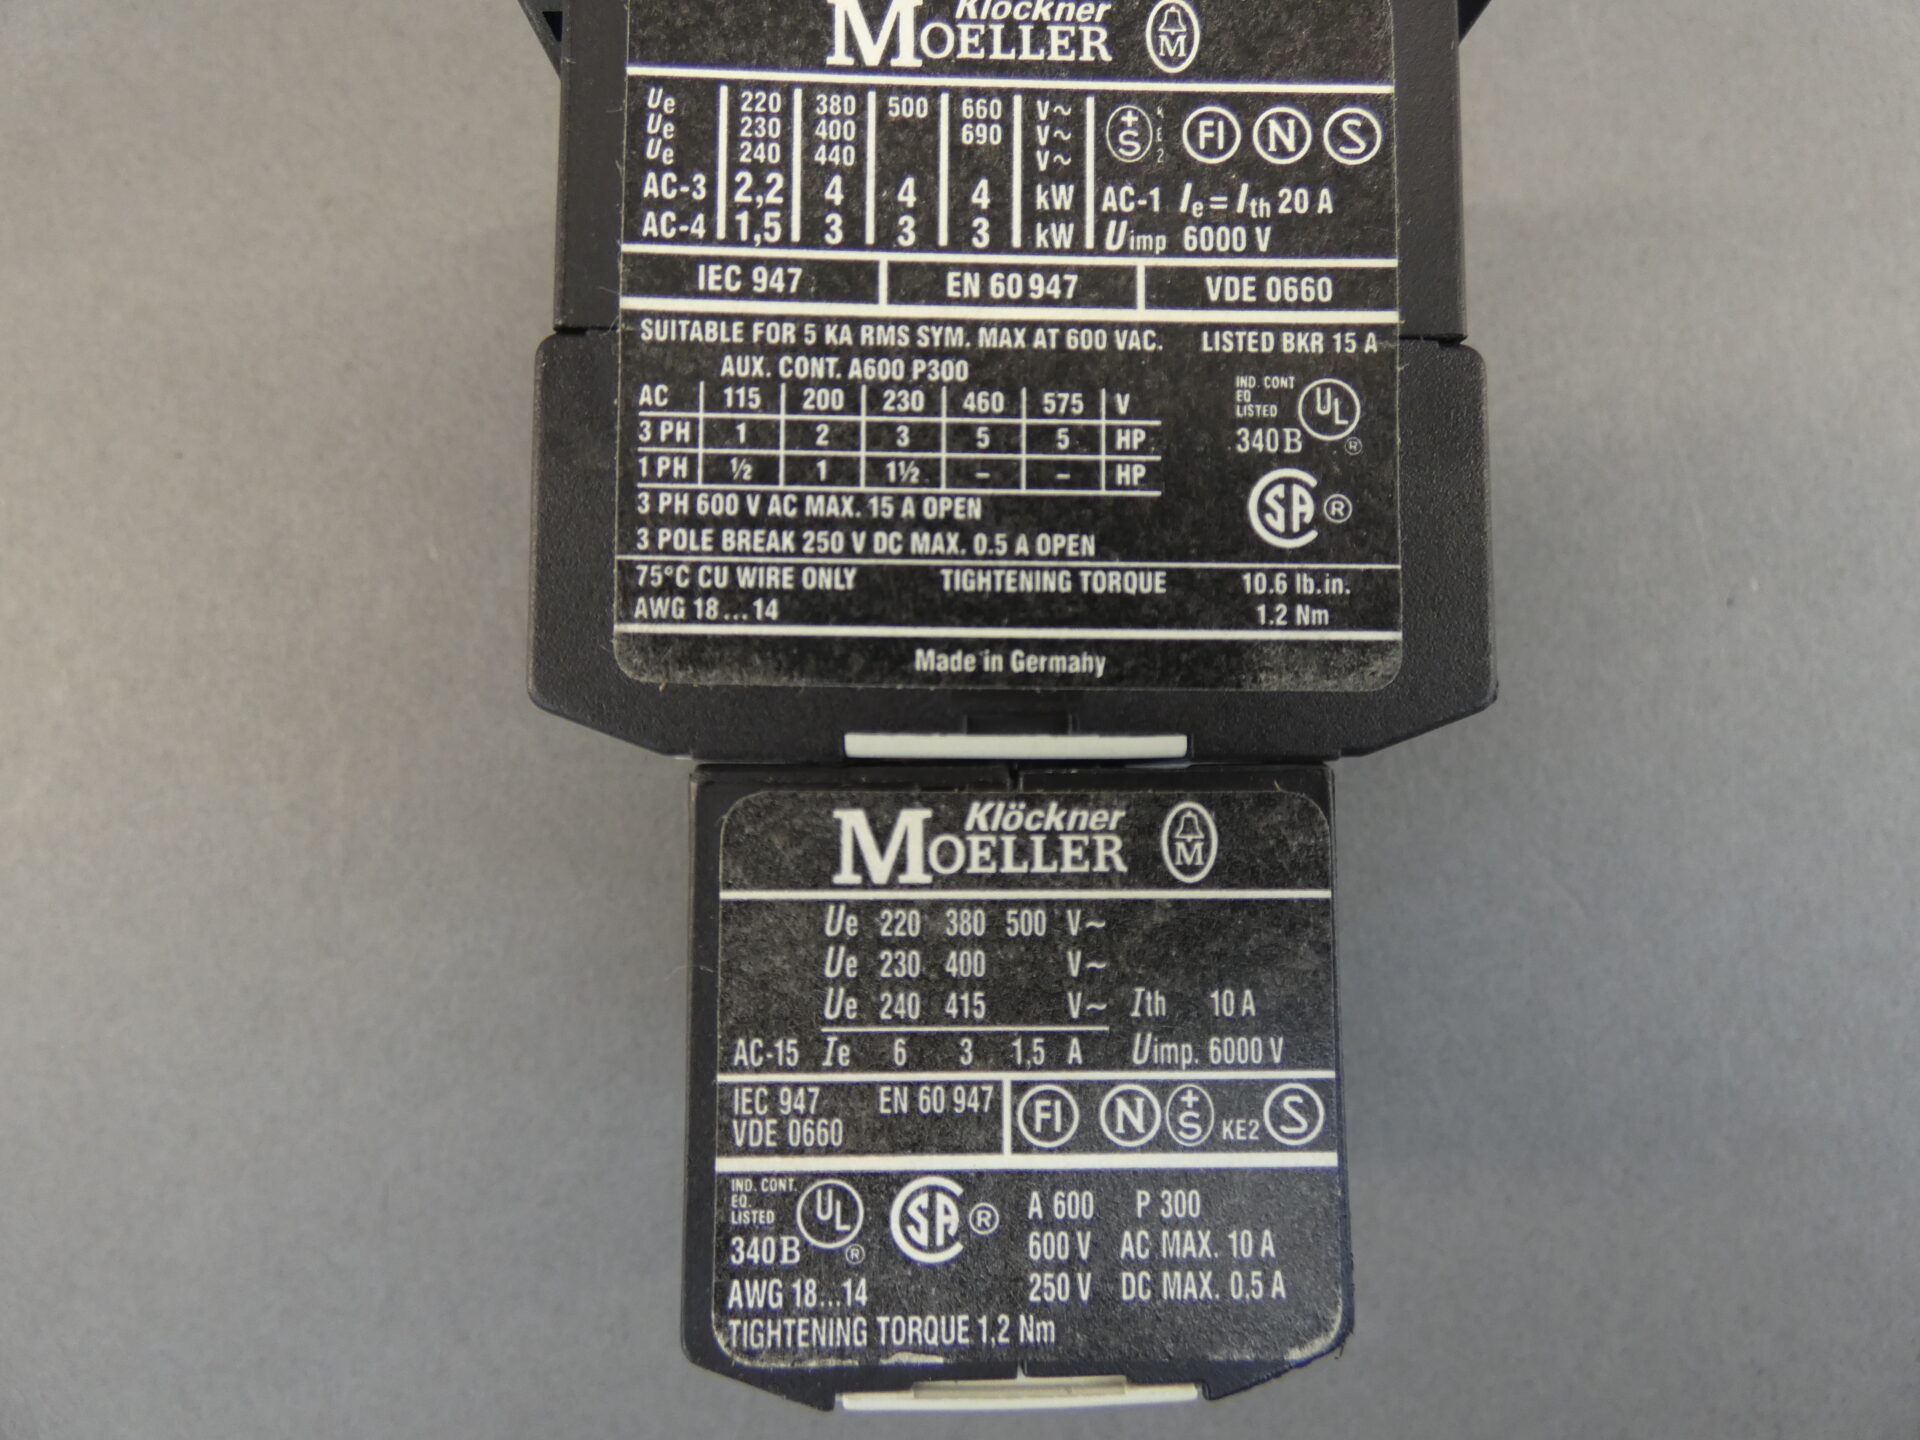 Klöckner
MOELLER M
Ue 220 380 500 660 V~
Ue 230 400 690 V~
Ue 240 440 V~
+S KE2 FI N S
AC-3 2,2 4 4 4 kW
AC-4 1,5 3 3 3 kW
AC-1 Ie = Ith 20 A
Uimp 6000 V
IEC 947 EN 60 947 VDE 0660
SUITABLE FOR 5 KA RMS SYM. MAX AT 600 VAC. LISTED BKR 15 A
AUX. CONT. A600 P300
AC 115 200 230 460 575 V
3 PH 1 2 3 5 5 HP
1 PH ½ 1 1½ – – HP
IND. CONT
EQ
LISTED
340B UL ®
SA ®
3 PH 600 V AC MAX. 15 A OPEN
3 POLE BREAK 250 V DC MAX. 0.5 A OPEN
75°C CU WIRE ONLY TIGHTENING TORQUE 10.6 lb.in.
AWG 18...14 1.2 Nm
Made in Germany
Klöckner
MOELLER M
Ue 220 380 500 V~
Ue 230 400 V~
Ue 240 415 V~ Ith 10 A
AC-15 Ie 6 3 1,5 A Uimp. 6000 V
IEC 947 EN 60 947
VDE 0660
FI N +S KE2 S
IND. CONT.
EQ.
LISTED
340B UL ®
SA ®
A 600 P 300
600 V AC MAX. 10 A
250 V DC MAX. 0.5 A
AWG 18...14
TIGHTENING TORQUE 1,2 Nm